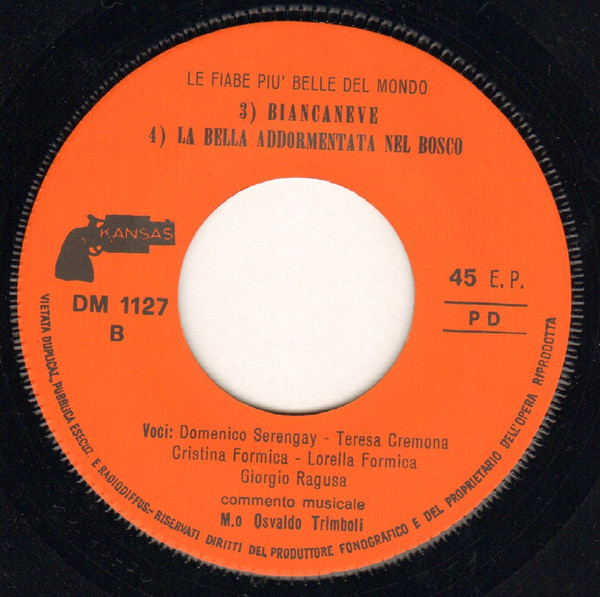 LE FIABE PIU' BELLE DEL MONDO
3) BIANCANEVE
4) LA BELLA ADDORMENTATA NEL BOSCO
KANSAS
DM 1127
B
45 E. P.
P D
Voci: Domenico Serengay - Teresa Cremona
Cristina Formica - Lorella Formica
Giorgio Ragusa
commento musicale
M.o Osvaldo Trimboli
VIETATA D'UPLICAZ., PUBBLICA ESECUZ. E RADIODIFFUS- RISERVATI DIRITTI DEL PRODUTTORE FONOGRAFICO E DEL PROPRIETARIO DELL'OPERA RIPRODOTTA